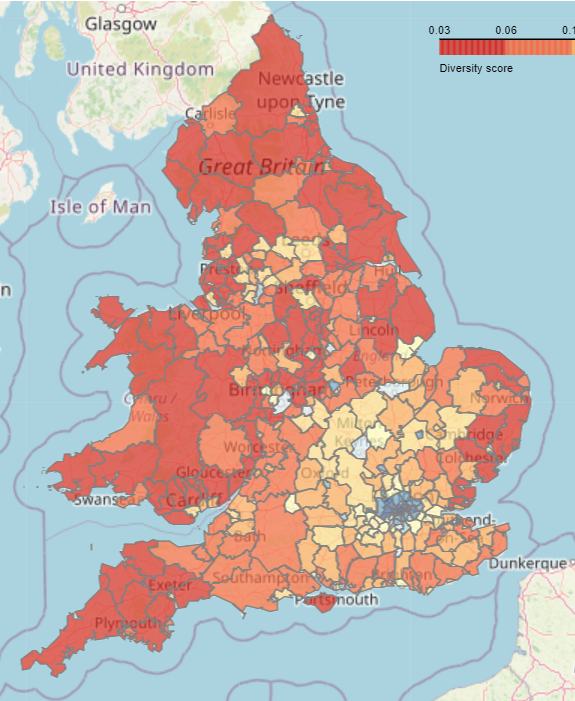 Glasgow
0.03 0.06 0.1
United Kingdom
Diversity score
Newcastle
upon Tyne
Carlisle
Great Britain
Isle of Man
Leeds
Hull
Sheffield
Liverpool
Lincoln
Nottingham
England
Peterborough
Birmingham
Cymru /
Wales
Norwich
Milton
Keynes
Cambridge
Worcester
Colchester
Gloucester
Oxford
Swansea
Cardiff
Bath
on-Sea
Dunkerque
Exeter
Southampton
Brighton
Portsmouth
Plymouth